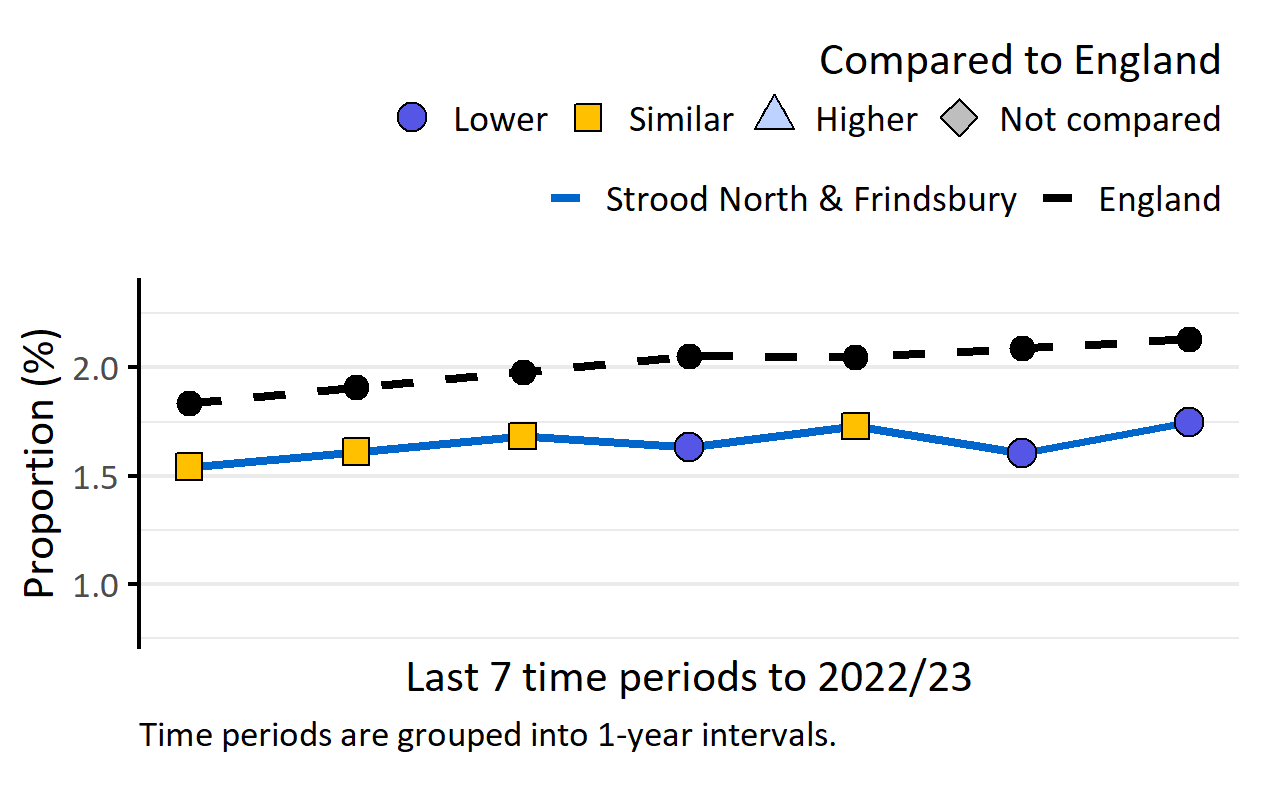 Compared to England
Lower Similar Higher Not compared
Strood North & Frindsbury England
Proportion (%)
2.0
1.5
1.0
Last 7 time periods to 2022/23
Time periods are grouped into 1-year intervals.